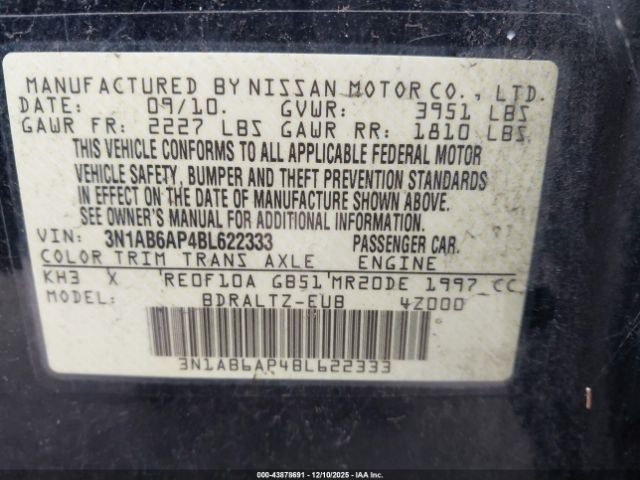 MANUFACTURED BY NISSAN MOTOR CO., LTD.
DATE: 09/10. GVWR: 3951 LBS
GAWR FR: 2227 LBS GAWR RR: 1810 LBS
THIS VEHICLE CONFORMS TO ALL APPLICABLE FEDERAL MOTOR
VEHICLE SAFETY, BUMPER AND THEFT PREVENTION STANDARDS
IN EFFECT ON THE DATE OF MANUFACTURE SHOWN ABOVE.
SEE OWNER'S MANUAL FOR ADDITIONAL INFORMATION.
VIN: 3N1AB6AP4BL622333 PASSENGER CAR.
COLOR TRIM TRANS AXLE ENGINE
KH3 X RE0F10A GB51 MR20DE 1997 CC
MODEL: BDRALTZ-EUB 4Z000
3N1AB6AP4BL622333
000-43878691 - 12/10/2025 - IAA Inc.